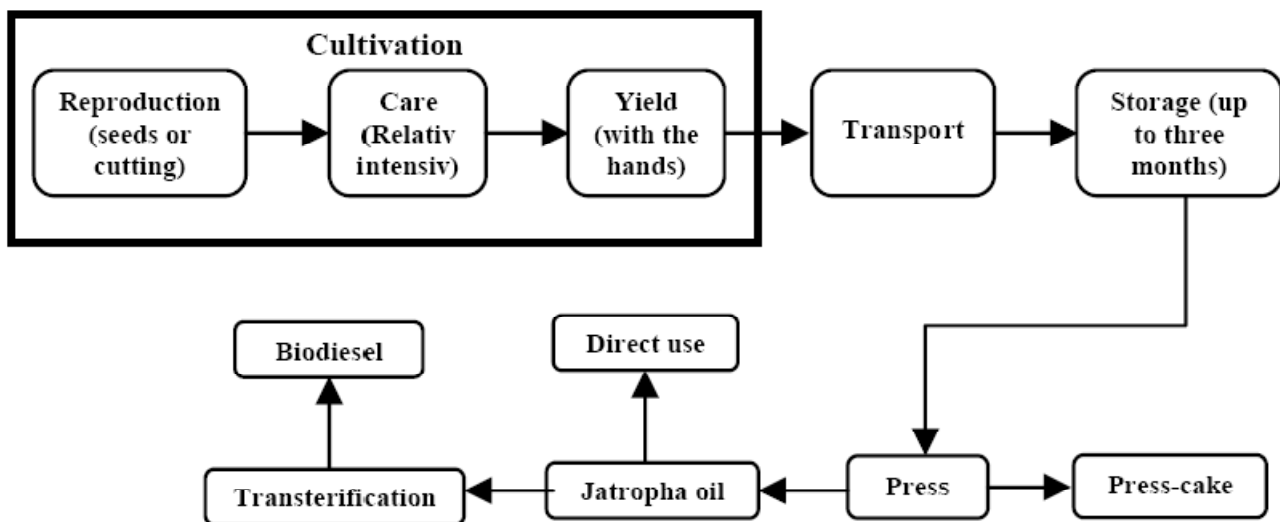 Cultivation
Reproduction
(seeds or
cutting)
Care
(Relativ
intensiv)
Yield
(with the
hands)
Transport
Storage (up
to three
months)
Biodiesel
Direct use
Transterification
Jatropha oil
Press
Press-cake